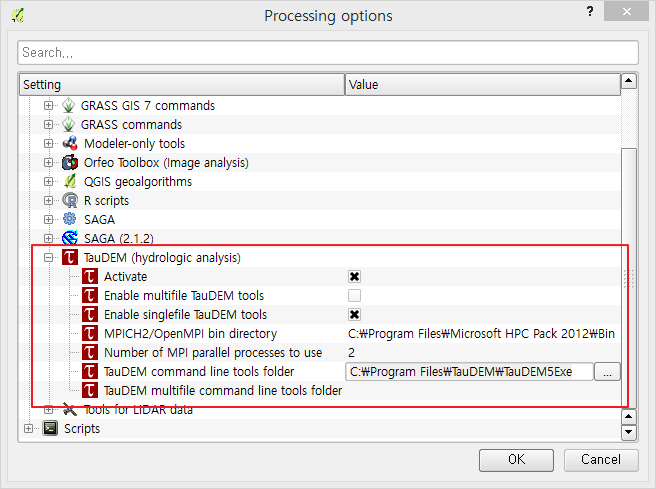 Processing options
?
Search...
Setting Value
GRASS GIS 7 commands
GRASS commands
Modeler-only tools
Orfeo Toolbox (Image analysis)
QGIS geoalgorithms
R scripts
SAGA
SAGA (2.1.2)
TauDEM (hydrologic analysis)
Activate
Enable multifile TauDEM tools
Enable singlefile TauDEM tools
MPICH2/OpenMPI bin directory C:₩Program Files₩Microsoft HPC Pack 2012₩Bin
Number of MPI parallel processes to use 2
TauDEM command line tools folder C:₩Program Files₩TauDEM₩TauDEM5Exe ...
TauDEM multifile command line tools folder
Tools for LIDAR data
Scripts
OK Cancel